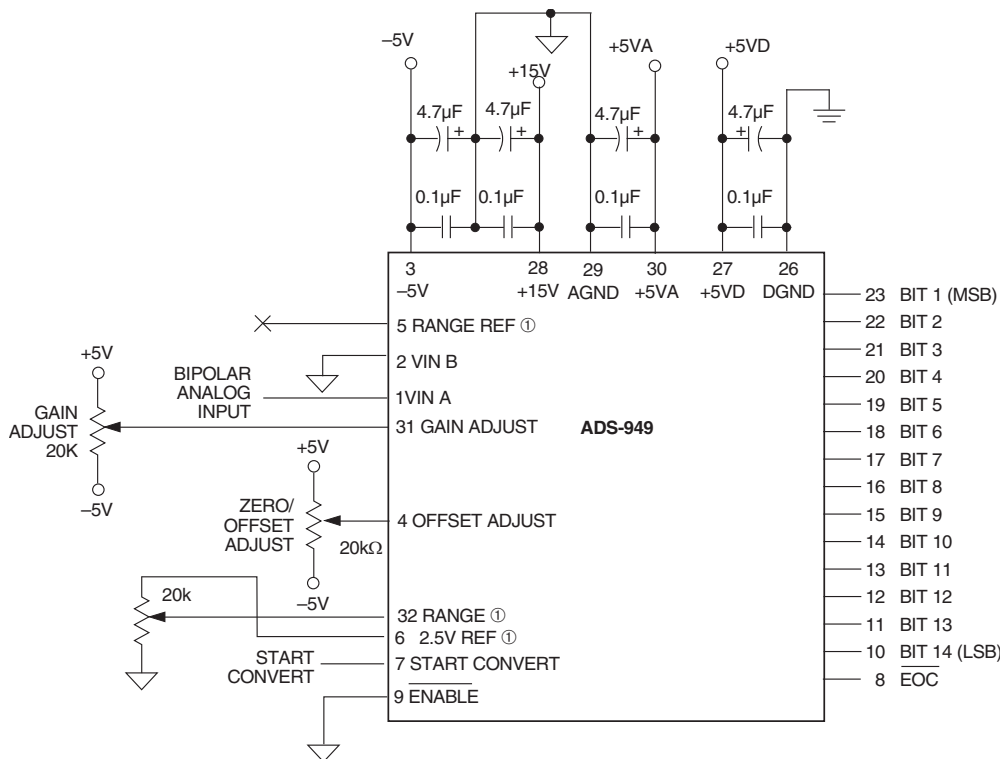 –5V
+15V
+5VA
+5VD
4.7µF
4.7µF
4.7µF
4.7µF
+
+
+
+
0.1µF
0.1µF
0.1µF
0.1µF
3
–5V
28
+15V
29
AGND
30
+5VA
27
+5VD
26
DGND
5 RANGE REF ①
2 VIN B
BIPOLAR
ANALOG
INPUT
1VIN A
+5V
GAIN
ADJUST
20K
–5V
31 GAIN ADJUST
ADS-949
+5V
ZERO/
OFFSET
ADJUST
20kΩ
–5V
4 OFFSET ADJUST
20k
32 RANGE ①
6 2.5V REF ①
START
CONVERT
7 START CONVERT
9 ENABLE
23 BIT 1 (MSB)
22 BIT 2
21 BIT 3
20 BIT 4
19 BIT 5
18 BIT 6
17 BIT 7
16 BIT 8
15 BIT 9
14 BIT 10
13 BIT 11
12 BIT 12
11 BIT 13
10 BIT 14 (LSB)
8 EOC